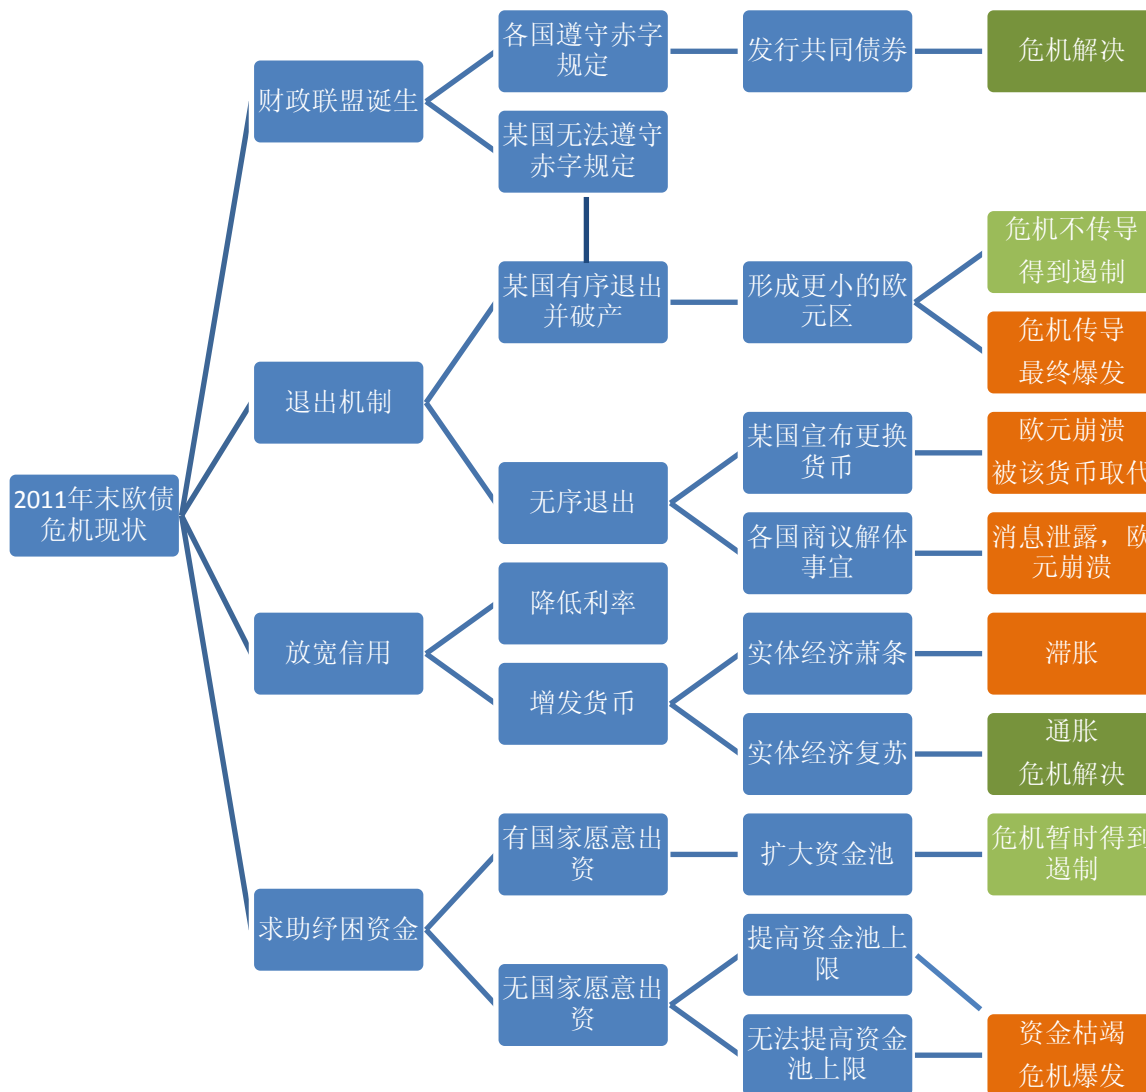 各国遵守赤字
规定
发行共同债券
危机解决
财政联盟诞生
某国无法遵守
赤字规定
危机不传导
得到遏制
某国有序退出
并破产
形成更小的欧
元区
危机传导
最终爆发
退出机制
某国宣布更换
货币
欧元崩溃
被该货币取代
2011年末欧债
危机现状
无序退出
各国商议解体
事宜
消息泄露，欧
元崩溃
降低利率
放宽信用
实体经济萧条
滞胀
增发货币
实体经济复苏
通胀
危机解决
有国家愿意出
资
扩大资金池
危机暂时得到
遏制
求助纾困资金
提高资金池上
限
无国家愿意出
资
无法提高资金
池上限
资金枯竭
危机爆发